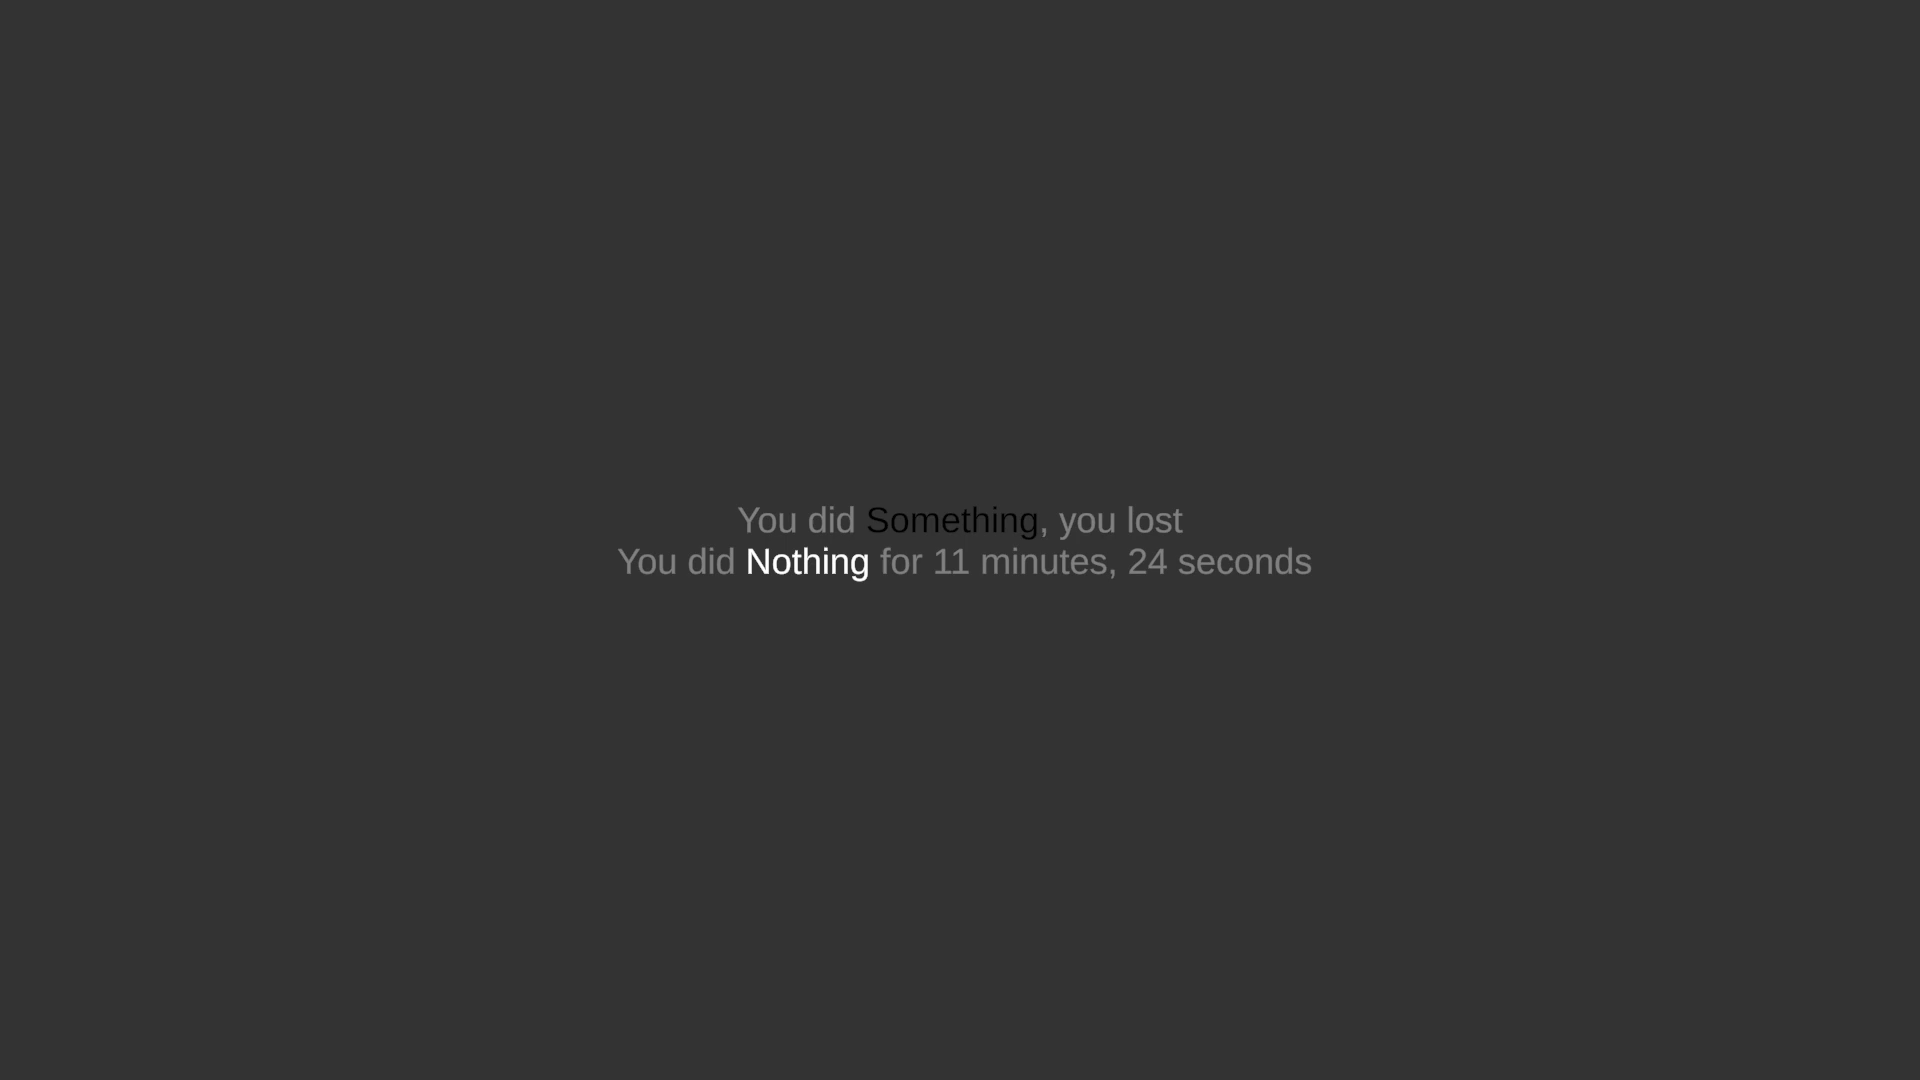 You did Something, you lost
You did Nothing for 11 minutes, 24 seconds